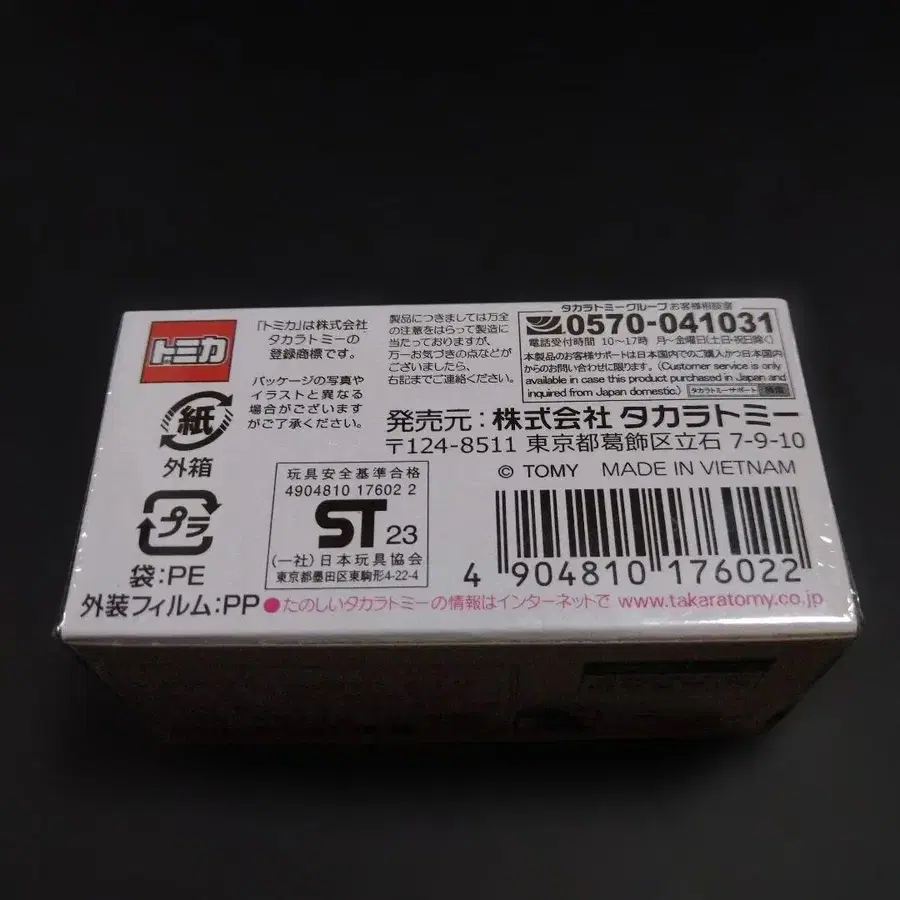 トミカ
「トミカ」は株式会社
タカラトミーの
登録商標です。
パッケージの写真や
イラストと異なる
場合がございます
がご了承ください。
製品につきましては万全
の注意をはらって製造に
当たっておりますが、
万一お気づきの点などが
ございましたら、
右記までご連絡ください。
タカラトミーグループ お客様相談室
0570-041031
電話受付時間 10〜17時 月〜金曜日(土日・祝日除く)
本製品のお客様サポートは日本国内でのご購入かつ日本国内
からのお問い合わせに限ります。(Customer service is only
available in case this product purchased in Japan and
inquired from Japan domestic.)
タカラトミーサポート 検索
発売元:株式会社 タカラトミー
〒124-8511 東京都葛飾区立石 7-9-10
© TOMY MADE IN VIETNAM
紙
外箱
プラ
袋:PE
外装フィルム:PP
玩具安全基準合格
4904810 17602 2
ST 23
(一社)日本玩具協会
東京都墨田区東駒形4-22-4
4 904810 176022
●たのしいタカラトミーの情報はインターネットで www.takaratomy.co.jp